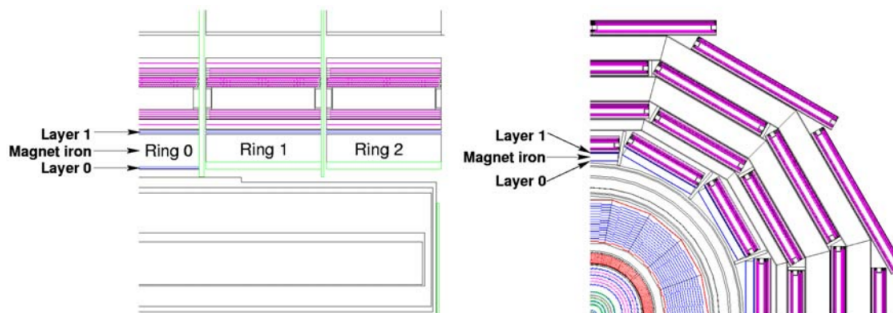 Layer 1
Magnet iron
Layer 0
Ring 0
Ring 1
Ring 2
Layer 1
Magnet iron
Layer 0